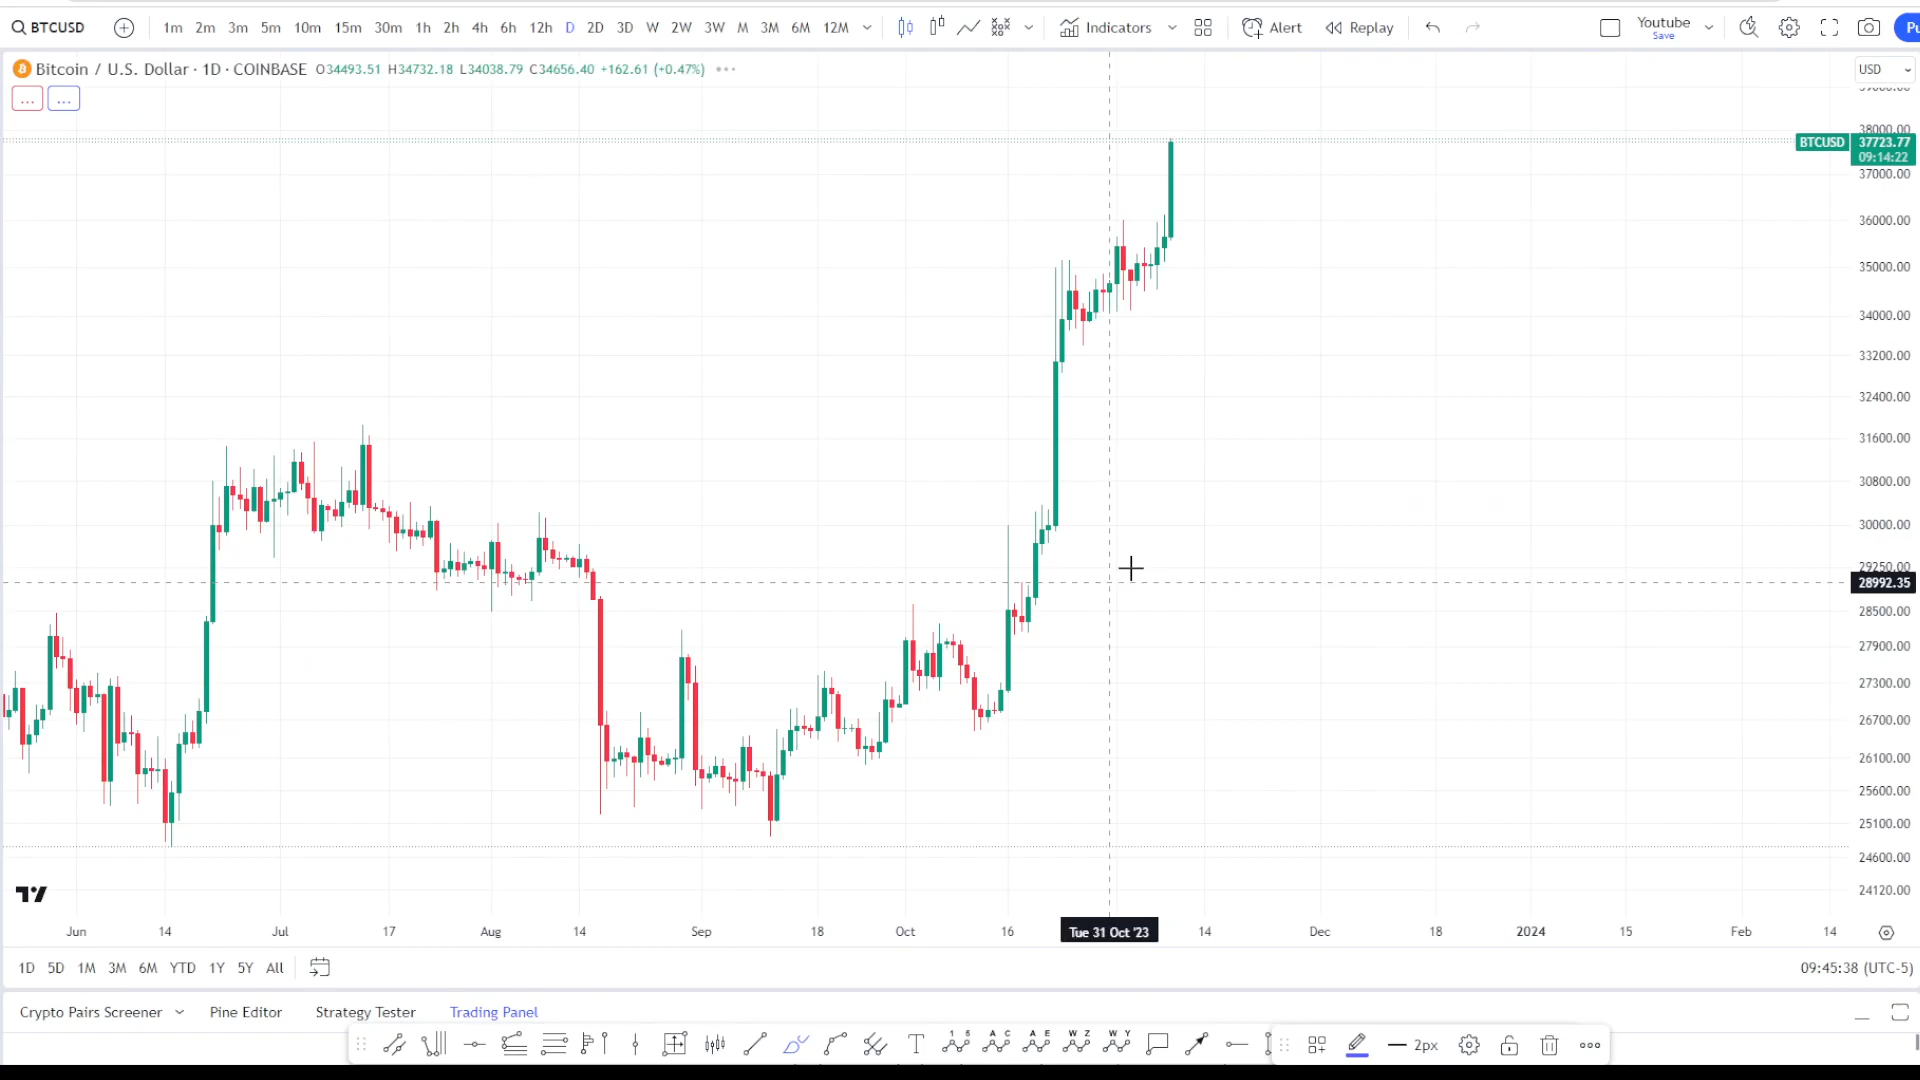 BTCUSD 1m 2m 3m 5m 10m 15m 30m 1h 2h 4h 6h 12h D 2D 3D W 2W 3W M 3M 6M 12M Indicators Alert Replay Youtube
Save
Bitcoin / U.S. Dollar · 1D · COINBASE O34493.51 H34732.18 L34038.79 C34656.40 +162.61 (+0.47%)
USD
39000.00
38000.00
BTCUSD 37723.77
09:14:22
37000.00
36000.00
35000.00
34000.00
33200.00
32400.00
31600.00
30800.00
30000.00
29250.00
28992.35
28500.00
27900.00
27300.00
26700.00
26100.00
25600.00
25100.00
24600.00
24120.00
Jun 14 Jul 17 Aug 14 Sep 18 Oct 16 Tue 31 Oct '23 14 Dec 18 2024 15 Feb 14
1D 5D 1M 3M 6M YTD 1Y 5Y All 09:45:38 (UTC-5)
Crypto Pairs Screener Pine Editor Strategy Tester Trading Panel
T 1 5 A C A E W Z W Y 2px